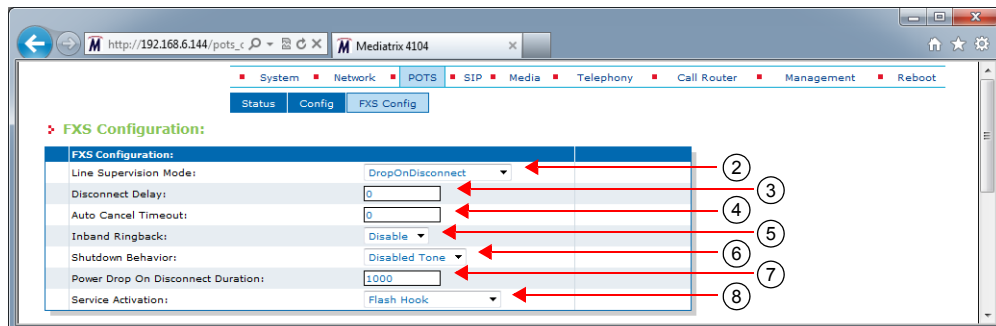 http://192.168.6.144/pots_c
Mediatrix 4104
System Network POTS SIP Media Telephony Call Router Management Reboot
Status Config FXS Config
FXS Configuration:
FXS Configuration:
Line Supervision Mode: DropOnDisconnect 2
Disconnect Delay: 0 3
Auto Cancel Timeout: 0 4
Inband Ringback: Disable 5
Shutdown Behavior: Disabled Tone 6
Power Drop On Disconnect Duration: 1000 7
Service Activation: Flash Hook 8